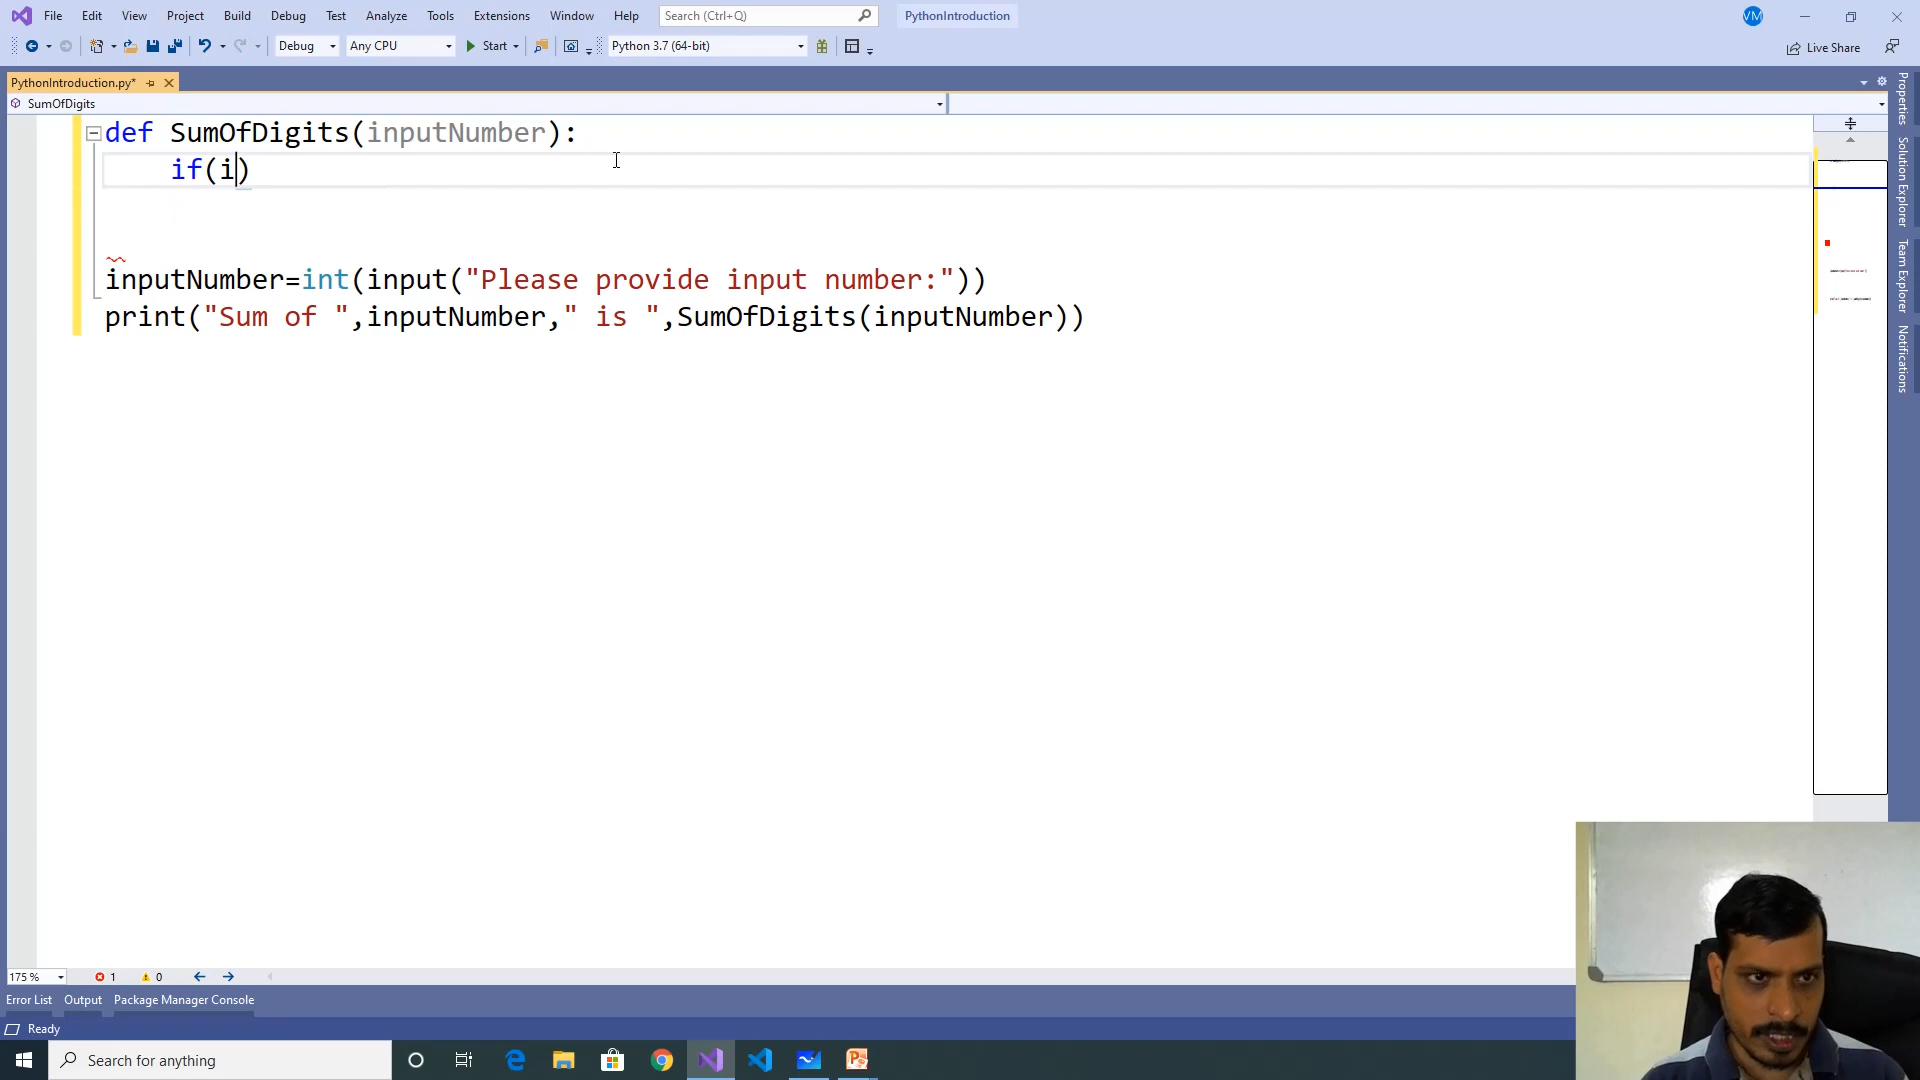 File Edit View Project Build Debug Test Analyze Tools Extensions Window Help Search (Ctrl+Q) PythonIntroduction VM
Debug Any CPU Start Python 3.7 (64-bit) Live Share
PythonIntroduction.py*
SumOfDigits
def SumOfDigits(inputNumber):
if(i)
inputNumber=int(input("Please provide input number:"))
print("Sum of ",inputNumber," is ",SumOfDigits(inputNumber))
Properties
Solution Explorer
Team Explorer
Notifications
175 % 1 0
Error List Output Package Manager Console
Ready
Search for anything